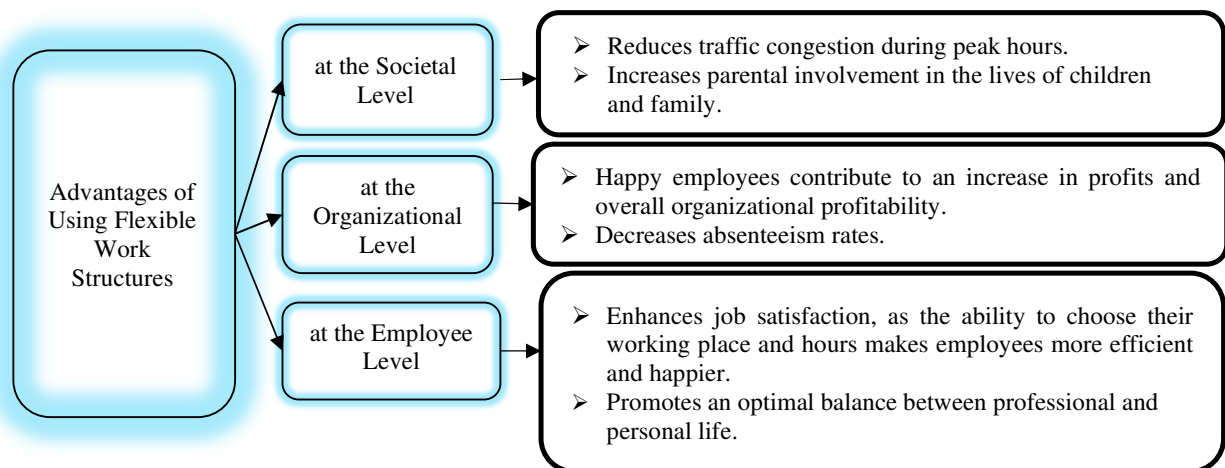 Advantages of
Using Flexible
Work
Structures
at the Societal
Level
➢ Reduces traffic congestion during peak hours.
➢ Increases parental involvement in the lives of children
and family.
at the
Organizational
Level
➢ Happy employees contribute to an increase in profits and
overall organizational profitability.
➢ Decreases absenteeism rates.
at the Employee
Level
➢ Enhances job satisfaction, as the ability to choose their
working place and hours makes employees more efficient
and happier.
➢ Promotes an optimal balance between professional and
personal life.